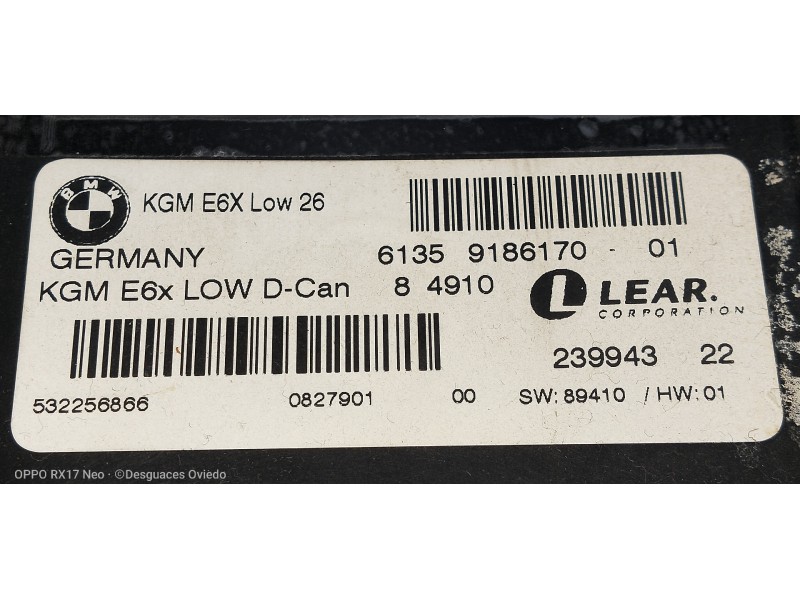 BMW
KGM E6X Low 26
GERMANY
6135 9186170 - 01
KGM E6x LOW D-Can 8 4910
LEAR.
CORPORATION
239943 22
532256866 0827901 00 SW: 89410 / HW: 01
OPPO RX17 Neo · ©Desguaces Oviedo